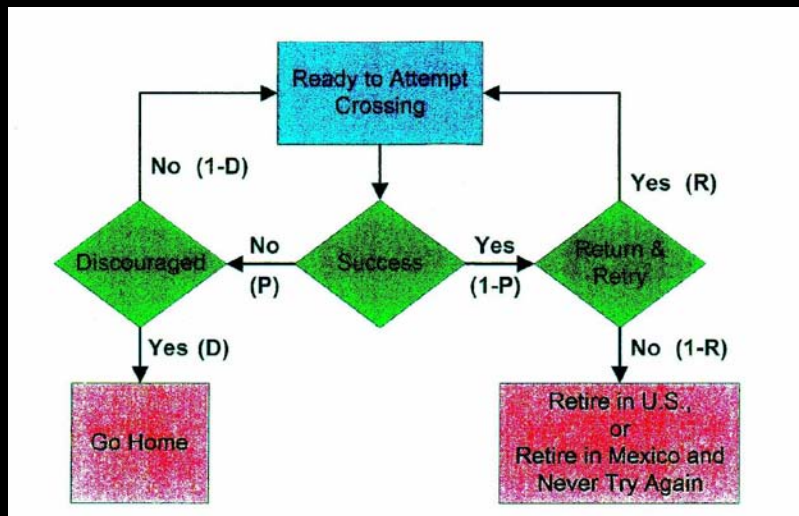 Ready to Attempt
Crossing
No (1-D)
Yes (R)
Discouraged
No
(P)
Success
Yes
(1-P)
Return &
Retry
Yes (D)
No (1-R)
Go Home
Retire in U.S.,
or
Retire in Mexico and
Never Try Again